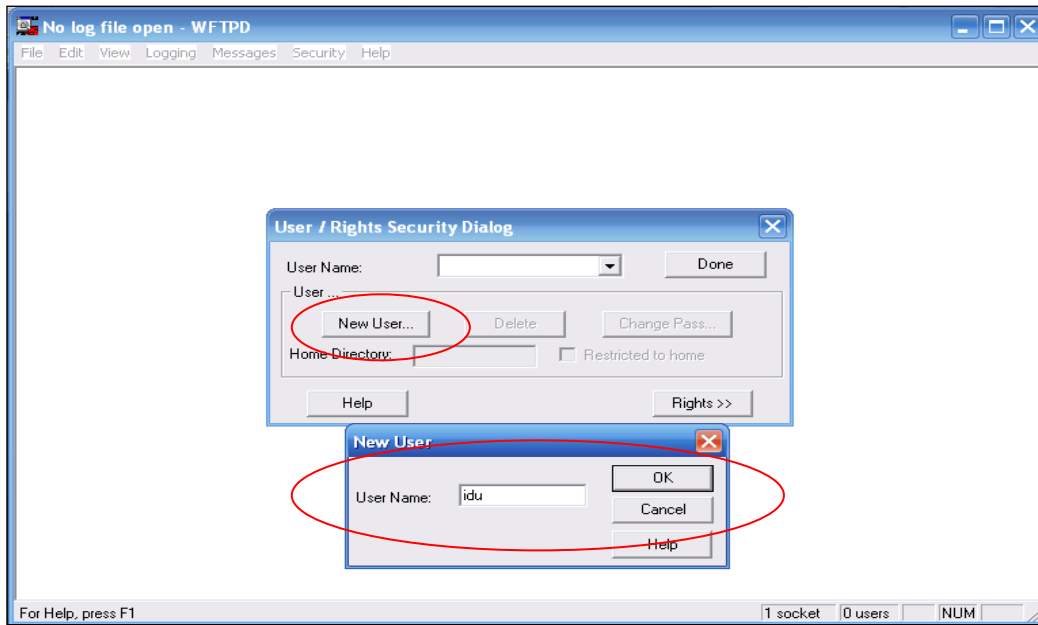 No log file open - WFTPD
File Edit View Logging Messages Security Help
User / Rights Security Dialog
User Name:
Done
User ...
New User...
Delete
Change Pass...
Home Directory:
Restricted to home
Help
Rights >>
New User
User Name: idu
OK
Cancel
Help
For Help, press F1
1 socket 0 users NUM